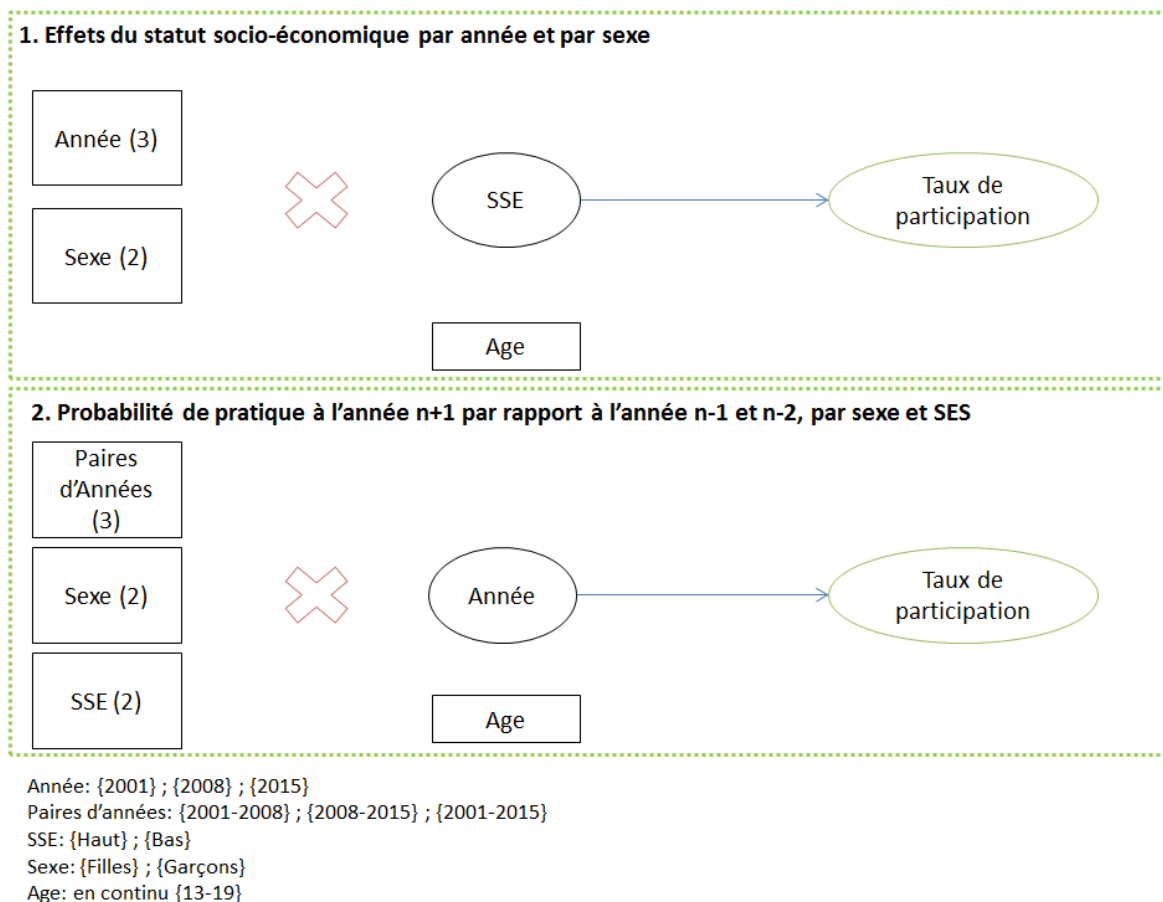 1. Effets du statut socio-économique par année et par sexe
Année (3)
Sexe (2)
SSE
Taux de
participation
Age
2. Probabilité de pratique à l'année n+1 par rapport à l'année n-1 et n-2, par sexe et SES
Paires
d'Années
(3)
Sexe (2)
SSE (2)
Année
Taux de
participation
Age
Année: {2001} ; {2008} ; {2015}
Paires d'années: {2001-2008} ; {2008-2015} ; {2001-2015}
SSE: {Haut} ; {Bas}
Sexe: {Filles} ; {Garçons}
Age: en continu {13-19}